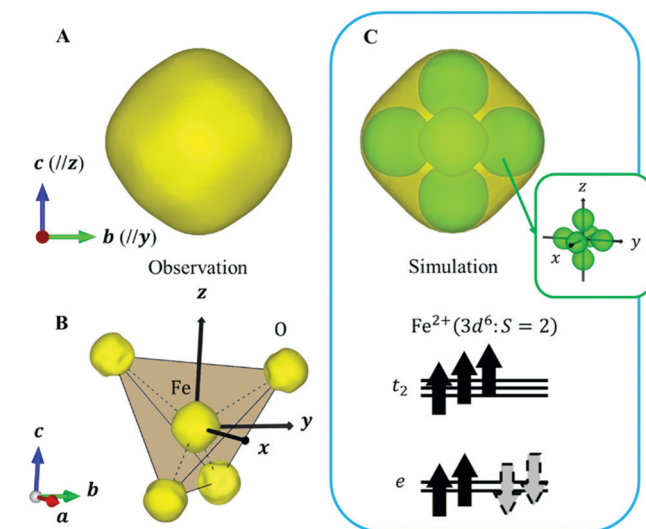 A
C
c (//z)
b (//y)
Observation
Simulation
z
y
x
B
z
O
Fe
y
x
c
b
a
Fe²⁺(3d⁶: S = 2)
t₂
e